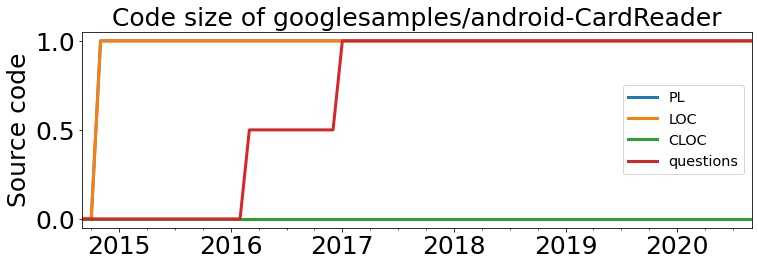 Code size of googlesamples/android-CardReader
Source code
1.0
0.5
0.0
PL
LOC
CLOC
questions
2015 2016 2017 2018 2019 2020